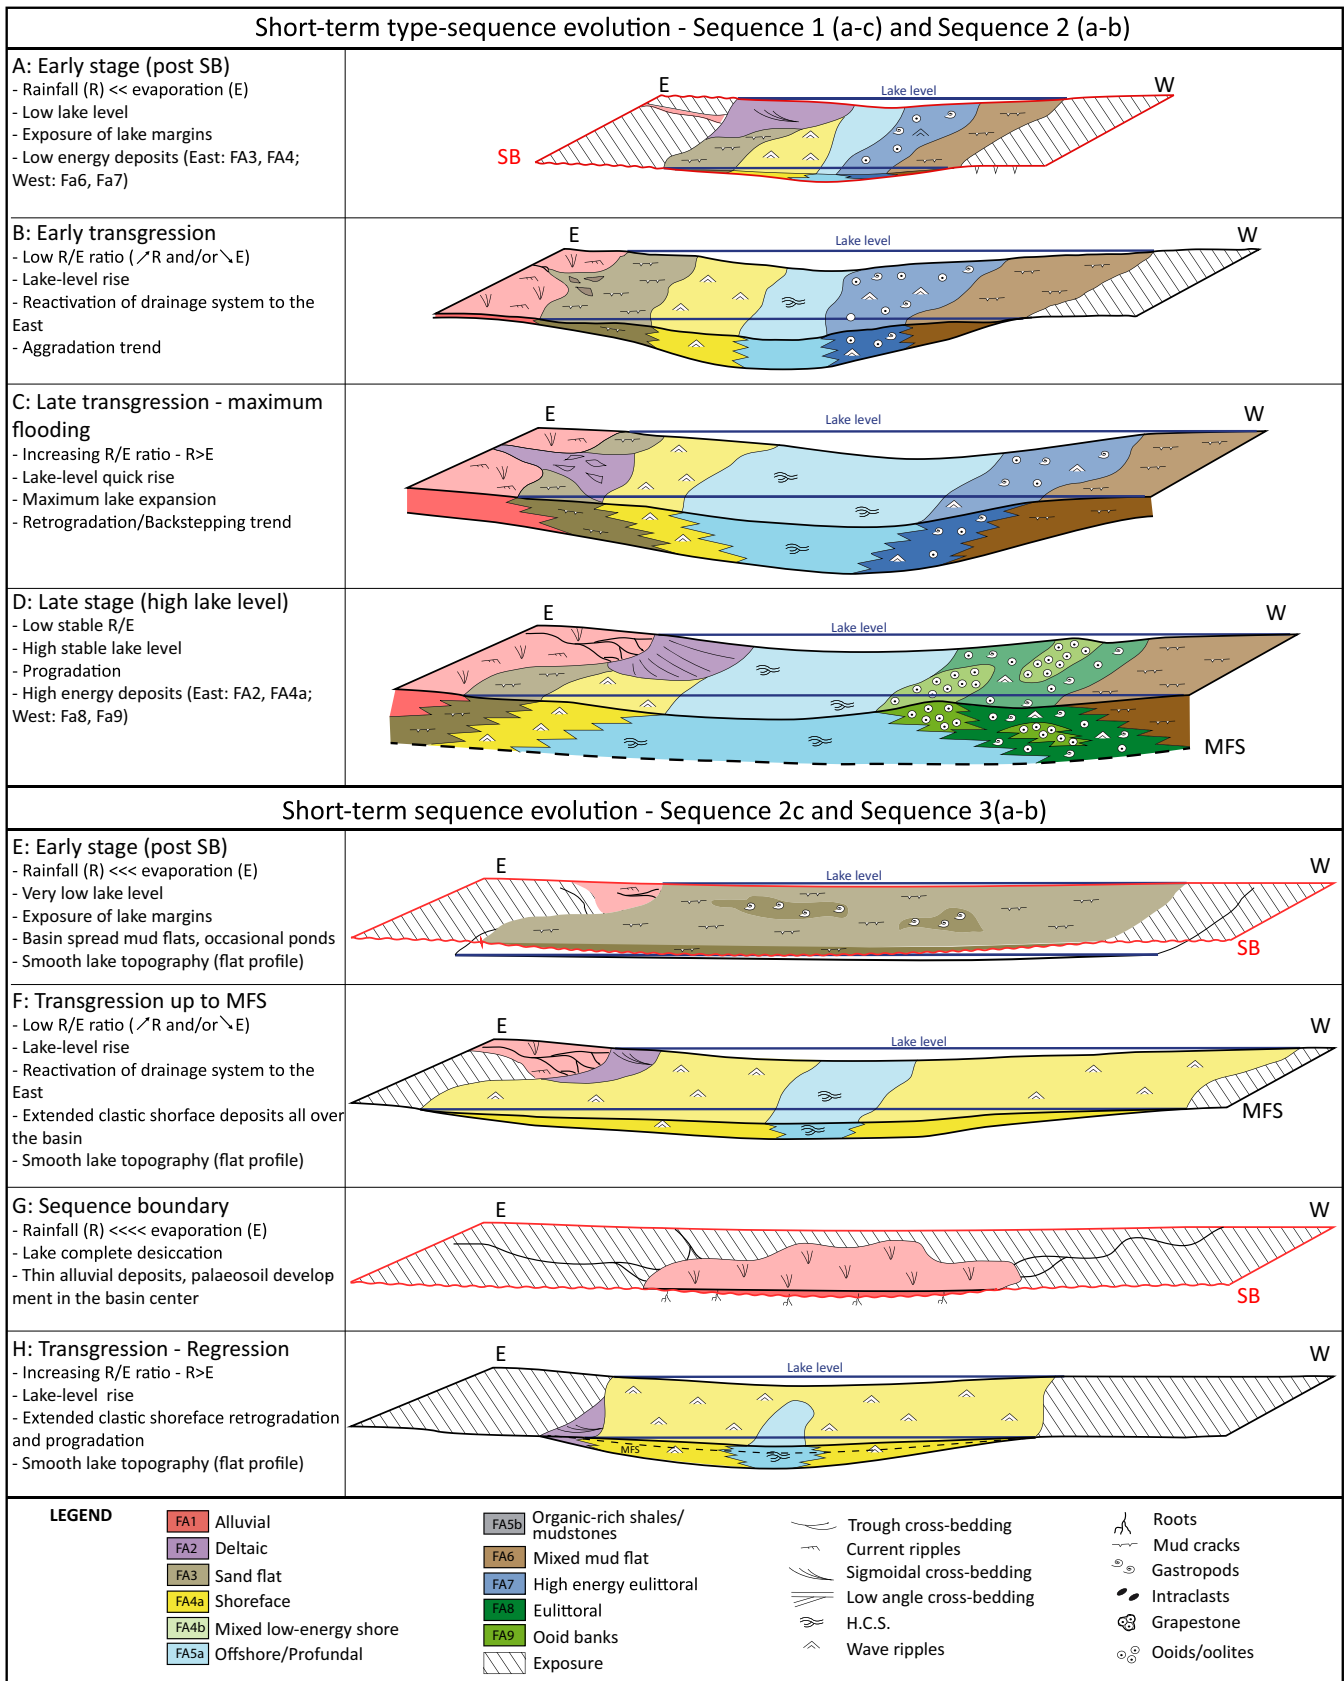 Short-term type-sequence evolution - Sequence 1 (a-c) and Sequence 2 (a-b)
A: Early stage (post SB)
- Rainfall (R) << evaporation (E)
- Low lake level
- Exposure of lake margins
- Low energy deposits (East: FA3, FA4;
West: Fa6, Fa7)
E
Lake level
W
SB
B: Early transgression
- Low R/E ratio (↗R and/or↘E)
- Lake-level rise
- Reactivation of drainage system to the
East
- Aggradation trend
E
Lake level
W
C: Late transgression - maximum
flooding
- Increasing R/E ratio - R>E
- Lake-level quick rise
- Maximum lake expansion
- Retrogradation/Backstepping trend
E
Lake level
W
D: Late stage (high lake level)
- Low stable R/E
- High stable lake level
- Progradation
- High energy deposits (East: FA2, FA4a;
West: Fa8, Fa9)
E
Lake level
W
MFS
Short-term sequence evolution - Sequence 2c and Sequence 3(a-b)
E: Early stage (post SB)
- Rainfall (R) <<< evaporation (E)
- Very low lake level
- Exposure of lake margins
- Basin spread mud flats, occasional ponds
- Smooth lake topography (flat profile)
E
Lake level
W
SB
F: Transgression up to MFS
- Low R/E ratio (↗R and/or↘E)
- Lake-level rise
- Reactivation of drainage system to the
East
- Extended clastic shorface deposits all over
the basin
- Smooth lake topography (flat profile)
E
Lake level
W
MFS
G: Sequence boundary
- Rainfall (R) <<<< evaporation (E)
- Lake complete desiccation
- Thin alluvial deposits, palaeosoil develop
ment in the basin center
E
W
SB
H: Transgression - Regression
- Increasing R/E ratio - R>E
- Lake-level rise
- Extended clastic shoreface retrogradation
and progradation
- Smooth lake topography (flat profile)
E
Lake level
W
MFS
LEGEND
FA1 Alluvial
FA2 Deltaic
FA3 Sand flat
FA4a Shoreface
FA4b Mixed low-energy shore
FA5a Offshore/Profundal
FA5b Organic-rich shales/
mudstones
FA6 Mixed mud flat
FA7 High energy eulittoral
FA8 Eulittoral
FA9 Ooid banks
Exposure
Trough cross-bedding
Current ripples
Sigmoidal cross-bedding
Low angle cross-bedding
H.C.S.
Wave ripples
Roots
Mud cracks
Gastropods
Intraclasts
Grapestone
Ooids/oolites